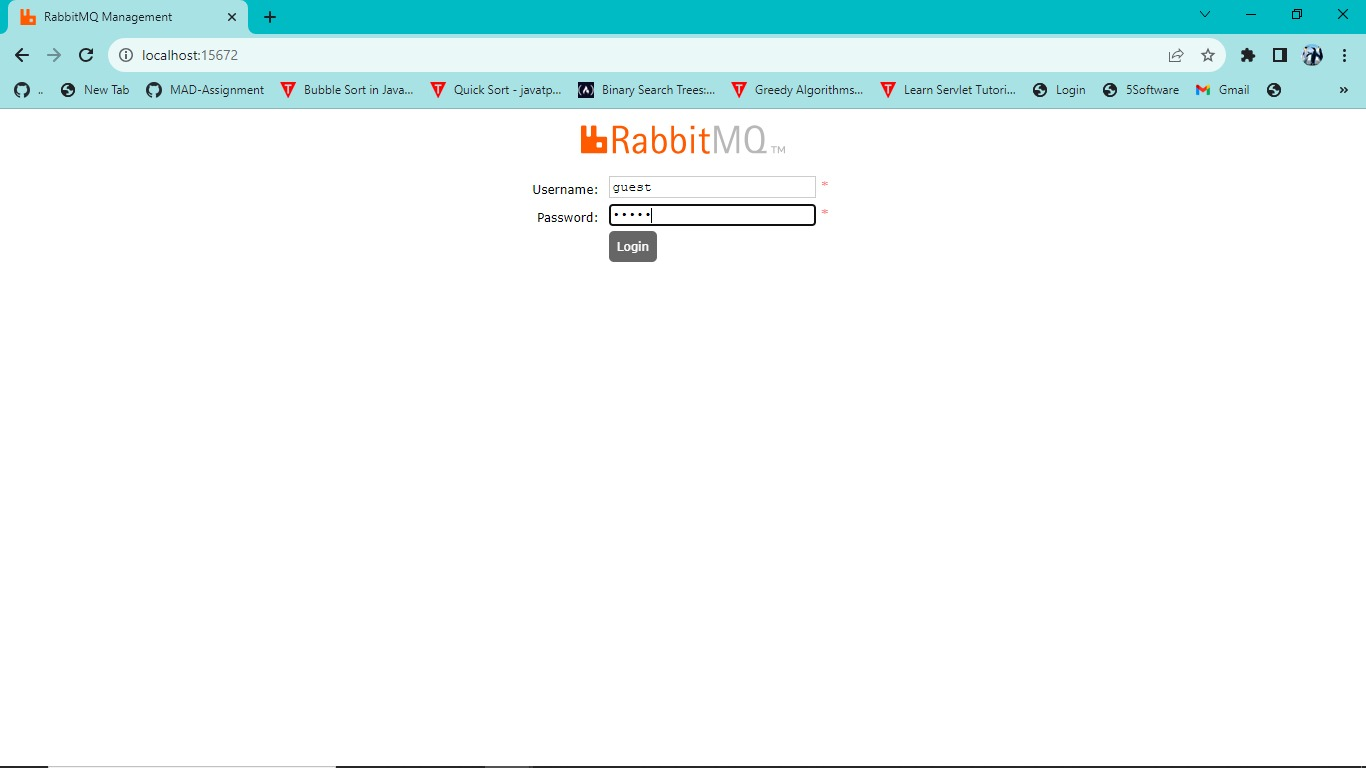 RabbitMQ Management
localhost:15672
.. New Tab MAD-Assignment Bubble Sort in Java... Quick Sort - javatp... Binary Search Trees:... Greedy Algorithms... Learn Servlet Tutori... Login 5Software Gmail »
RabbitMQ TM
Username: guest *
Password: ••••• *
Login